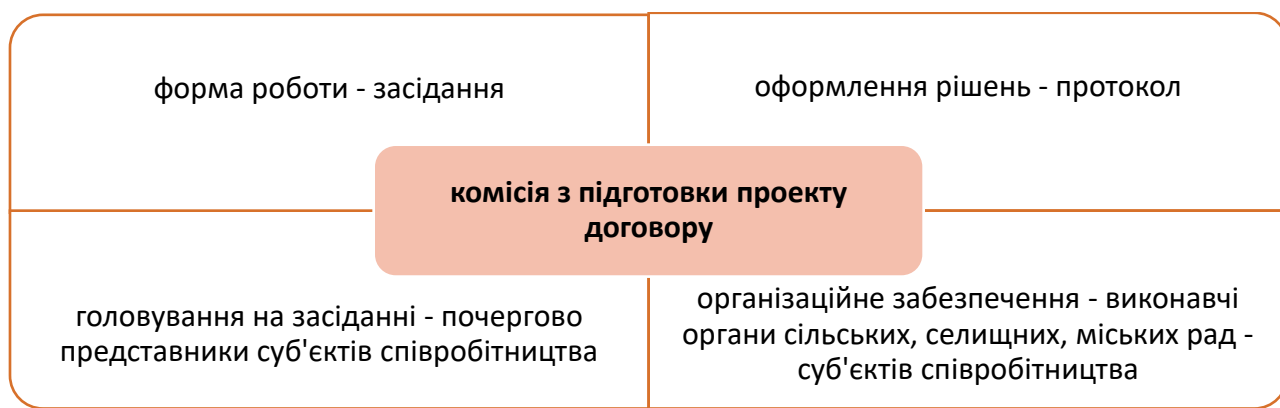 форма роботи - засідання
оформлення рішень - протокол
комісія з підготовки проекту
договору
головування на засіданні - почергово
представники суб'єктів співробітництва
організаційне забезпечення - виконавчі
органи сільських, селищних, міських рад -
суб'єктів співробітництва